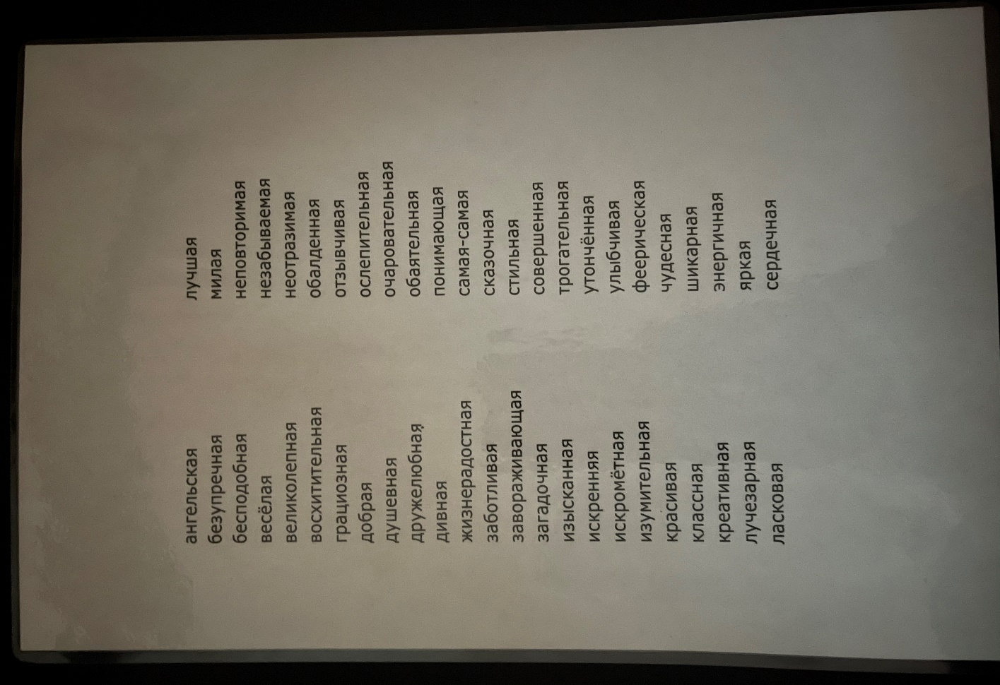 ангельская
безупречная
бесподобная
весёлая
великолепная
восхитительная
грациозная
добрая
душевная
дружелюбная
дивная
жизнерадостная
заботливая
завораживающая
загадочная
изысканная
искренняя
искромётная
изумительная
красивая
классная
креативная
лучезарная
ласковая
лучшая
милая
неповторимая
незабываемая
неотразимая
обалденная
отзывчивая
ослепительная
очаровательная
обаятельная
понимающая
самая-самая
сказочная
стильная
совершенная
трогательная
утончённая
улыбчивая
феерическая
чудесная
шикарная
энергичная
яркая
сердечная